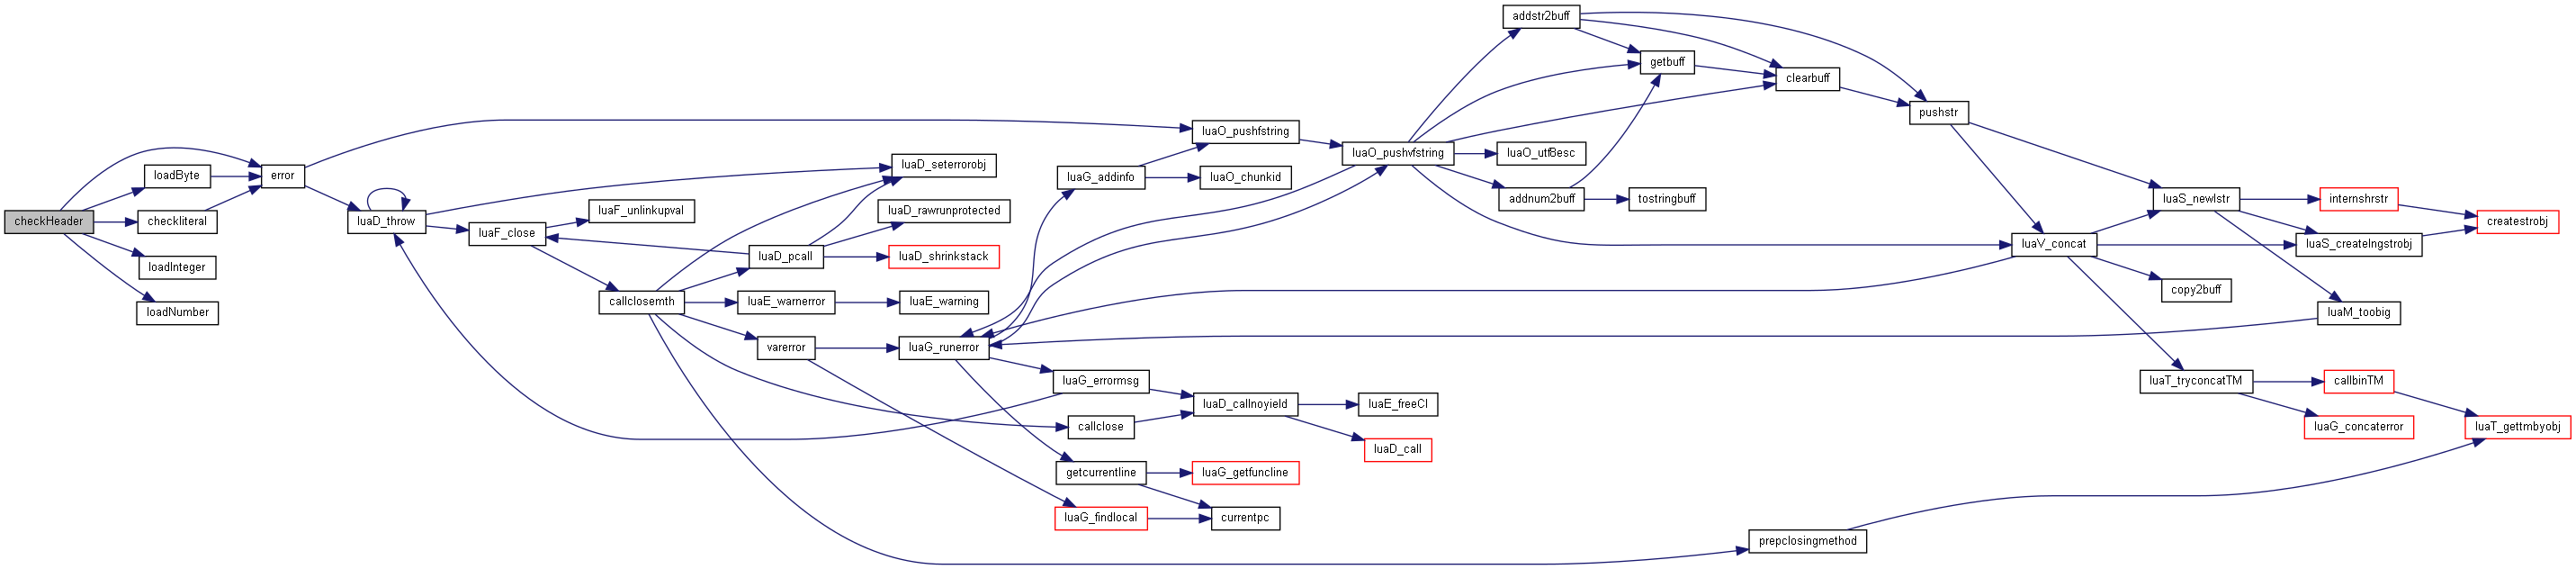 checkHeader
loadByte
checkliteral
loadInteger
loadNumber
error
luaD_throw
luaF_close
luaF_unlinkupval
callclosemth
luaD_seterrorobj
luaD_rawrunprotected
luaD_pcall
luaD_shrinkstack
luaE_warnerror
luaE_warning
varerror
luaG_runerror
luaO_pushfstring
luaG_addinfo
luaO_chunkid
luaG_errormsg
luaD_callnoyield
luaE_freeCI
luaD_call
callclose
getcurrentline
luaG_getfuncline
luaG_findlocal
currentpc
luaO_pushvfstring
addstr2buff
getbuff
clearbuff
luaO_utf8esc
addnum2buff
tostringbuff
pushstr
luaS_newlstr
internshrstr
createstrobj
luaS_createlngstrobj
luaV_concat
copy2buff
luaM_toobig
luaT_tryconcatTM
callbinTM
luaG_concaterror
luaT_gettmbyobj
prepclosingmethod